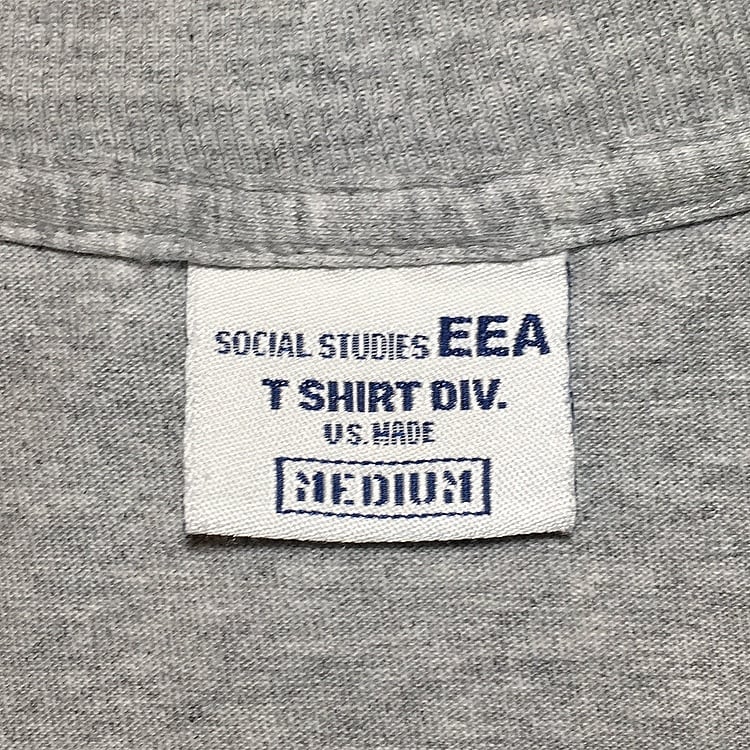 SOCIAL STUDIES EEA
T SHIRT DIV.
U.S. MADE
MEDIUM